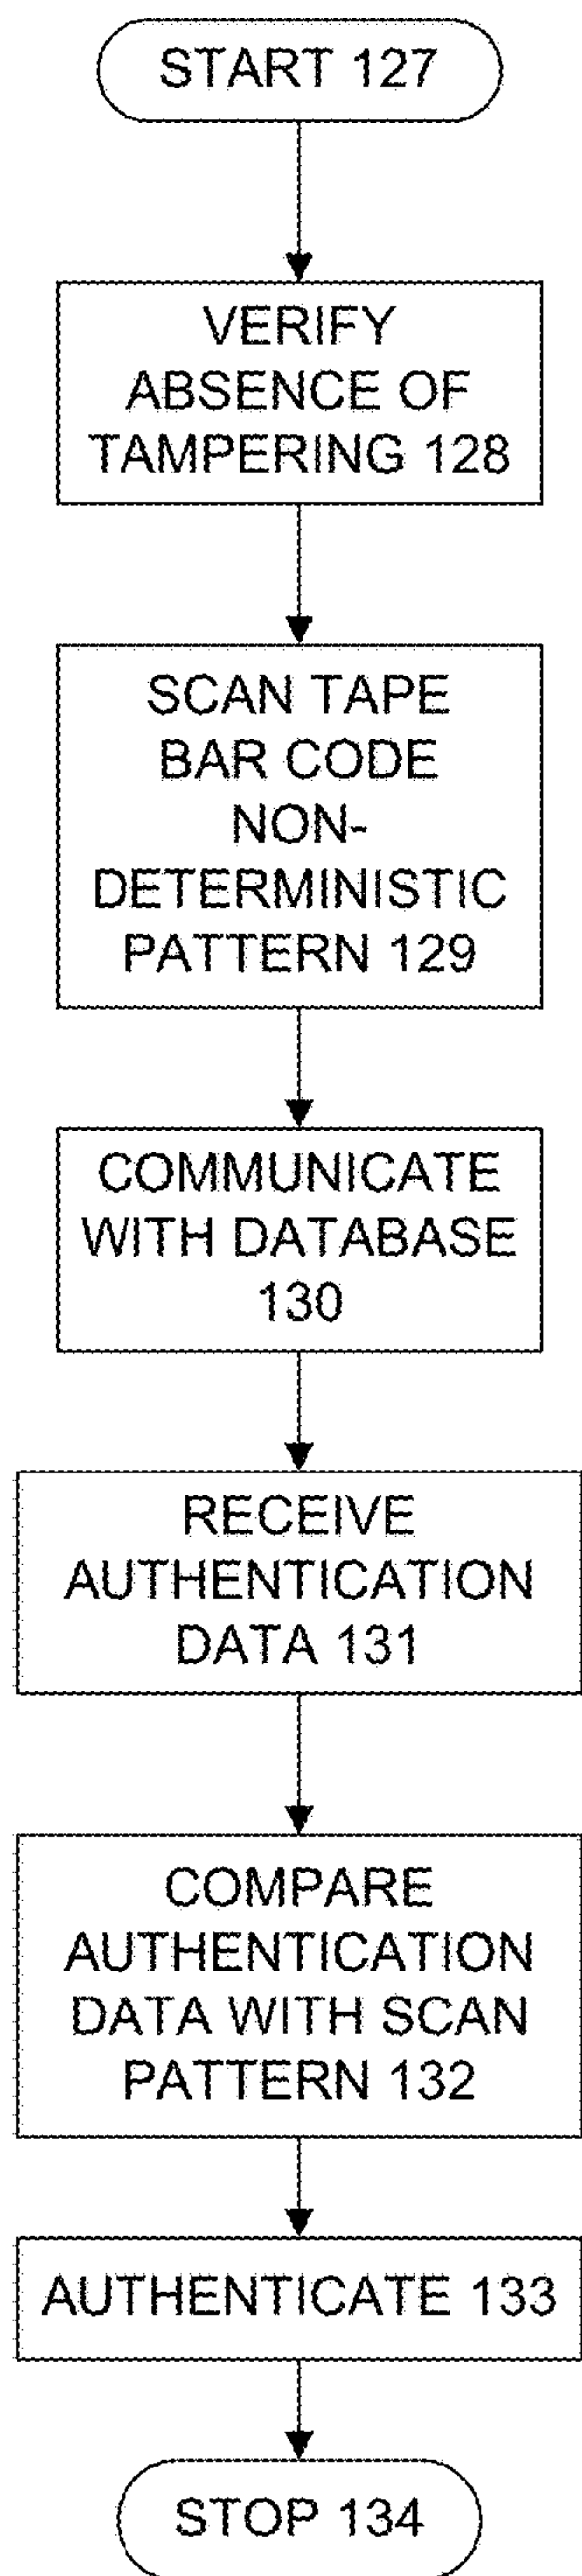 START 127
VERIFY
ABSENCE OF
TAMPERING 128
SCAN TAPE
BAR CODE
NON-
DETERMINISTIC
PATTERN 129
COMMUNICATE
WITH DATABASE
130
RECEIVE
AUTHENTICATION
DATA 131
COMPARE
AUTHENTICATION
DATA WITH SCAN
PATTERN 132
AUTHENTICATE 133
STOP 134